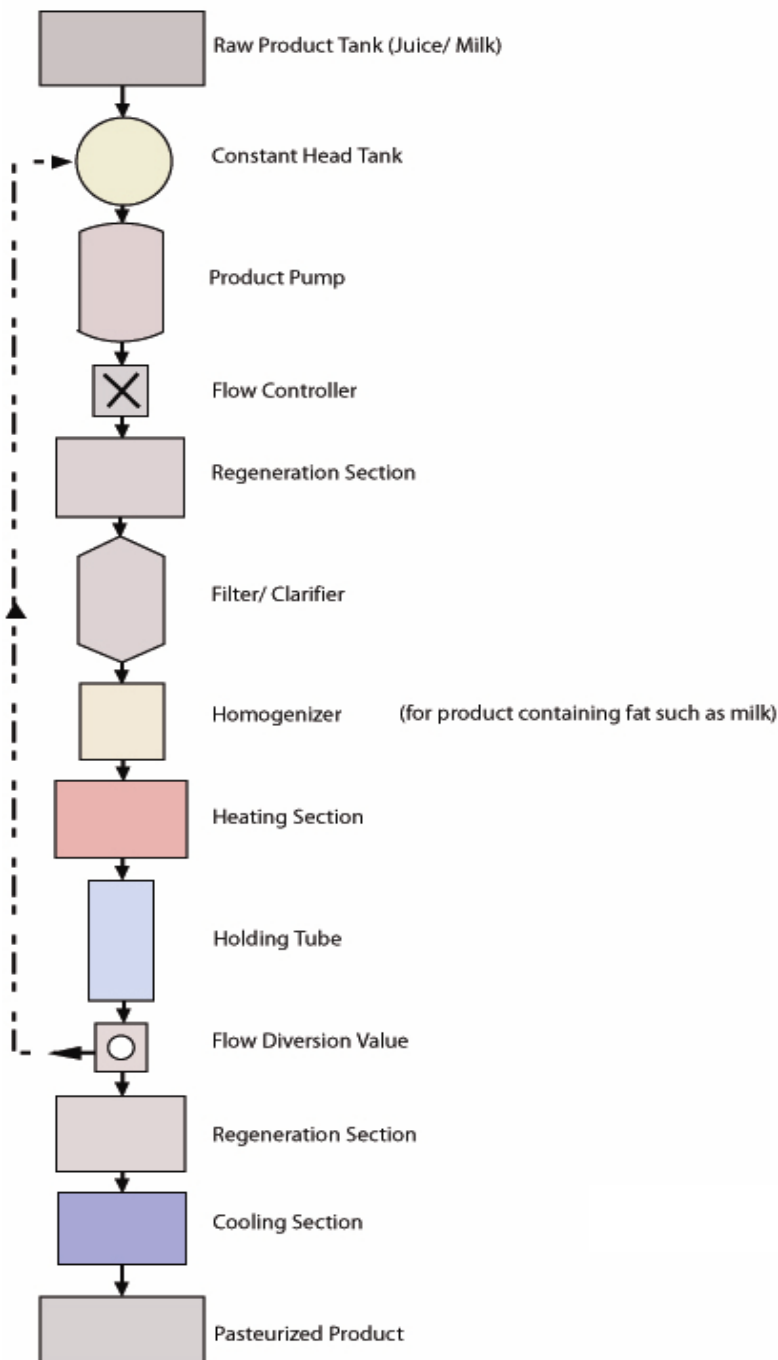 Raw Product Tank (Juice/ Milk)
Constant Head Tank
Product Pump
Flow Controller
Regeneration Section
Filter/ Clarifier
Homogenizer (for product containing fat such as milk)
Heating Section
Holding Tube
Flow Diversion Value
Regeneration Section
Cooling Section
Pasteurized Product